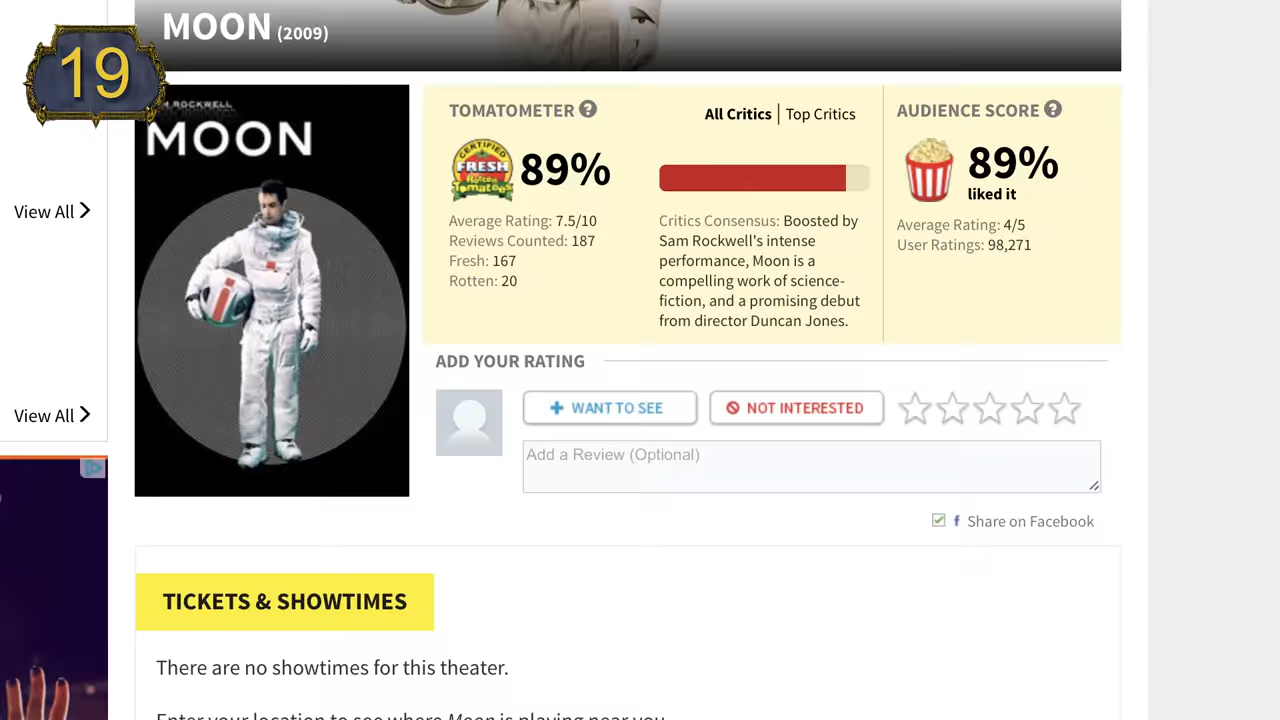 MOON (2009)
19
M ROCKWELL
MOON
View All
View All
TOMATOMETER ?
All Critics | Top Critics
CERTIFIED
FRESH
Rotten
Tomatoes
89%
Average Rating: 7.5/10
Reviews Counted: 187
Fresh: 167
Rotten: 20
Critics Consensus: Boosted by
Sam Rockwell's intense
performance, Moon is a
compelling work of science-
fiction, and a promising debut
from director Duncan Jones.
AUDIENCE SCORE ?
89%
liked it
Average Rating: 4/5
User Ratings: 98,271
ADD YOUR RATING
WANT TO SEE
NOT INTERESTED
Add a Review (Optional)
f Share on Facebook
TICKETS & SHOWTIMES
There are no showtimes for this theater.
Enter your location to see where Moon is playing near you.